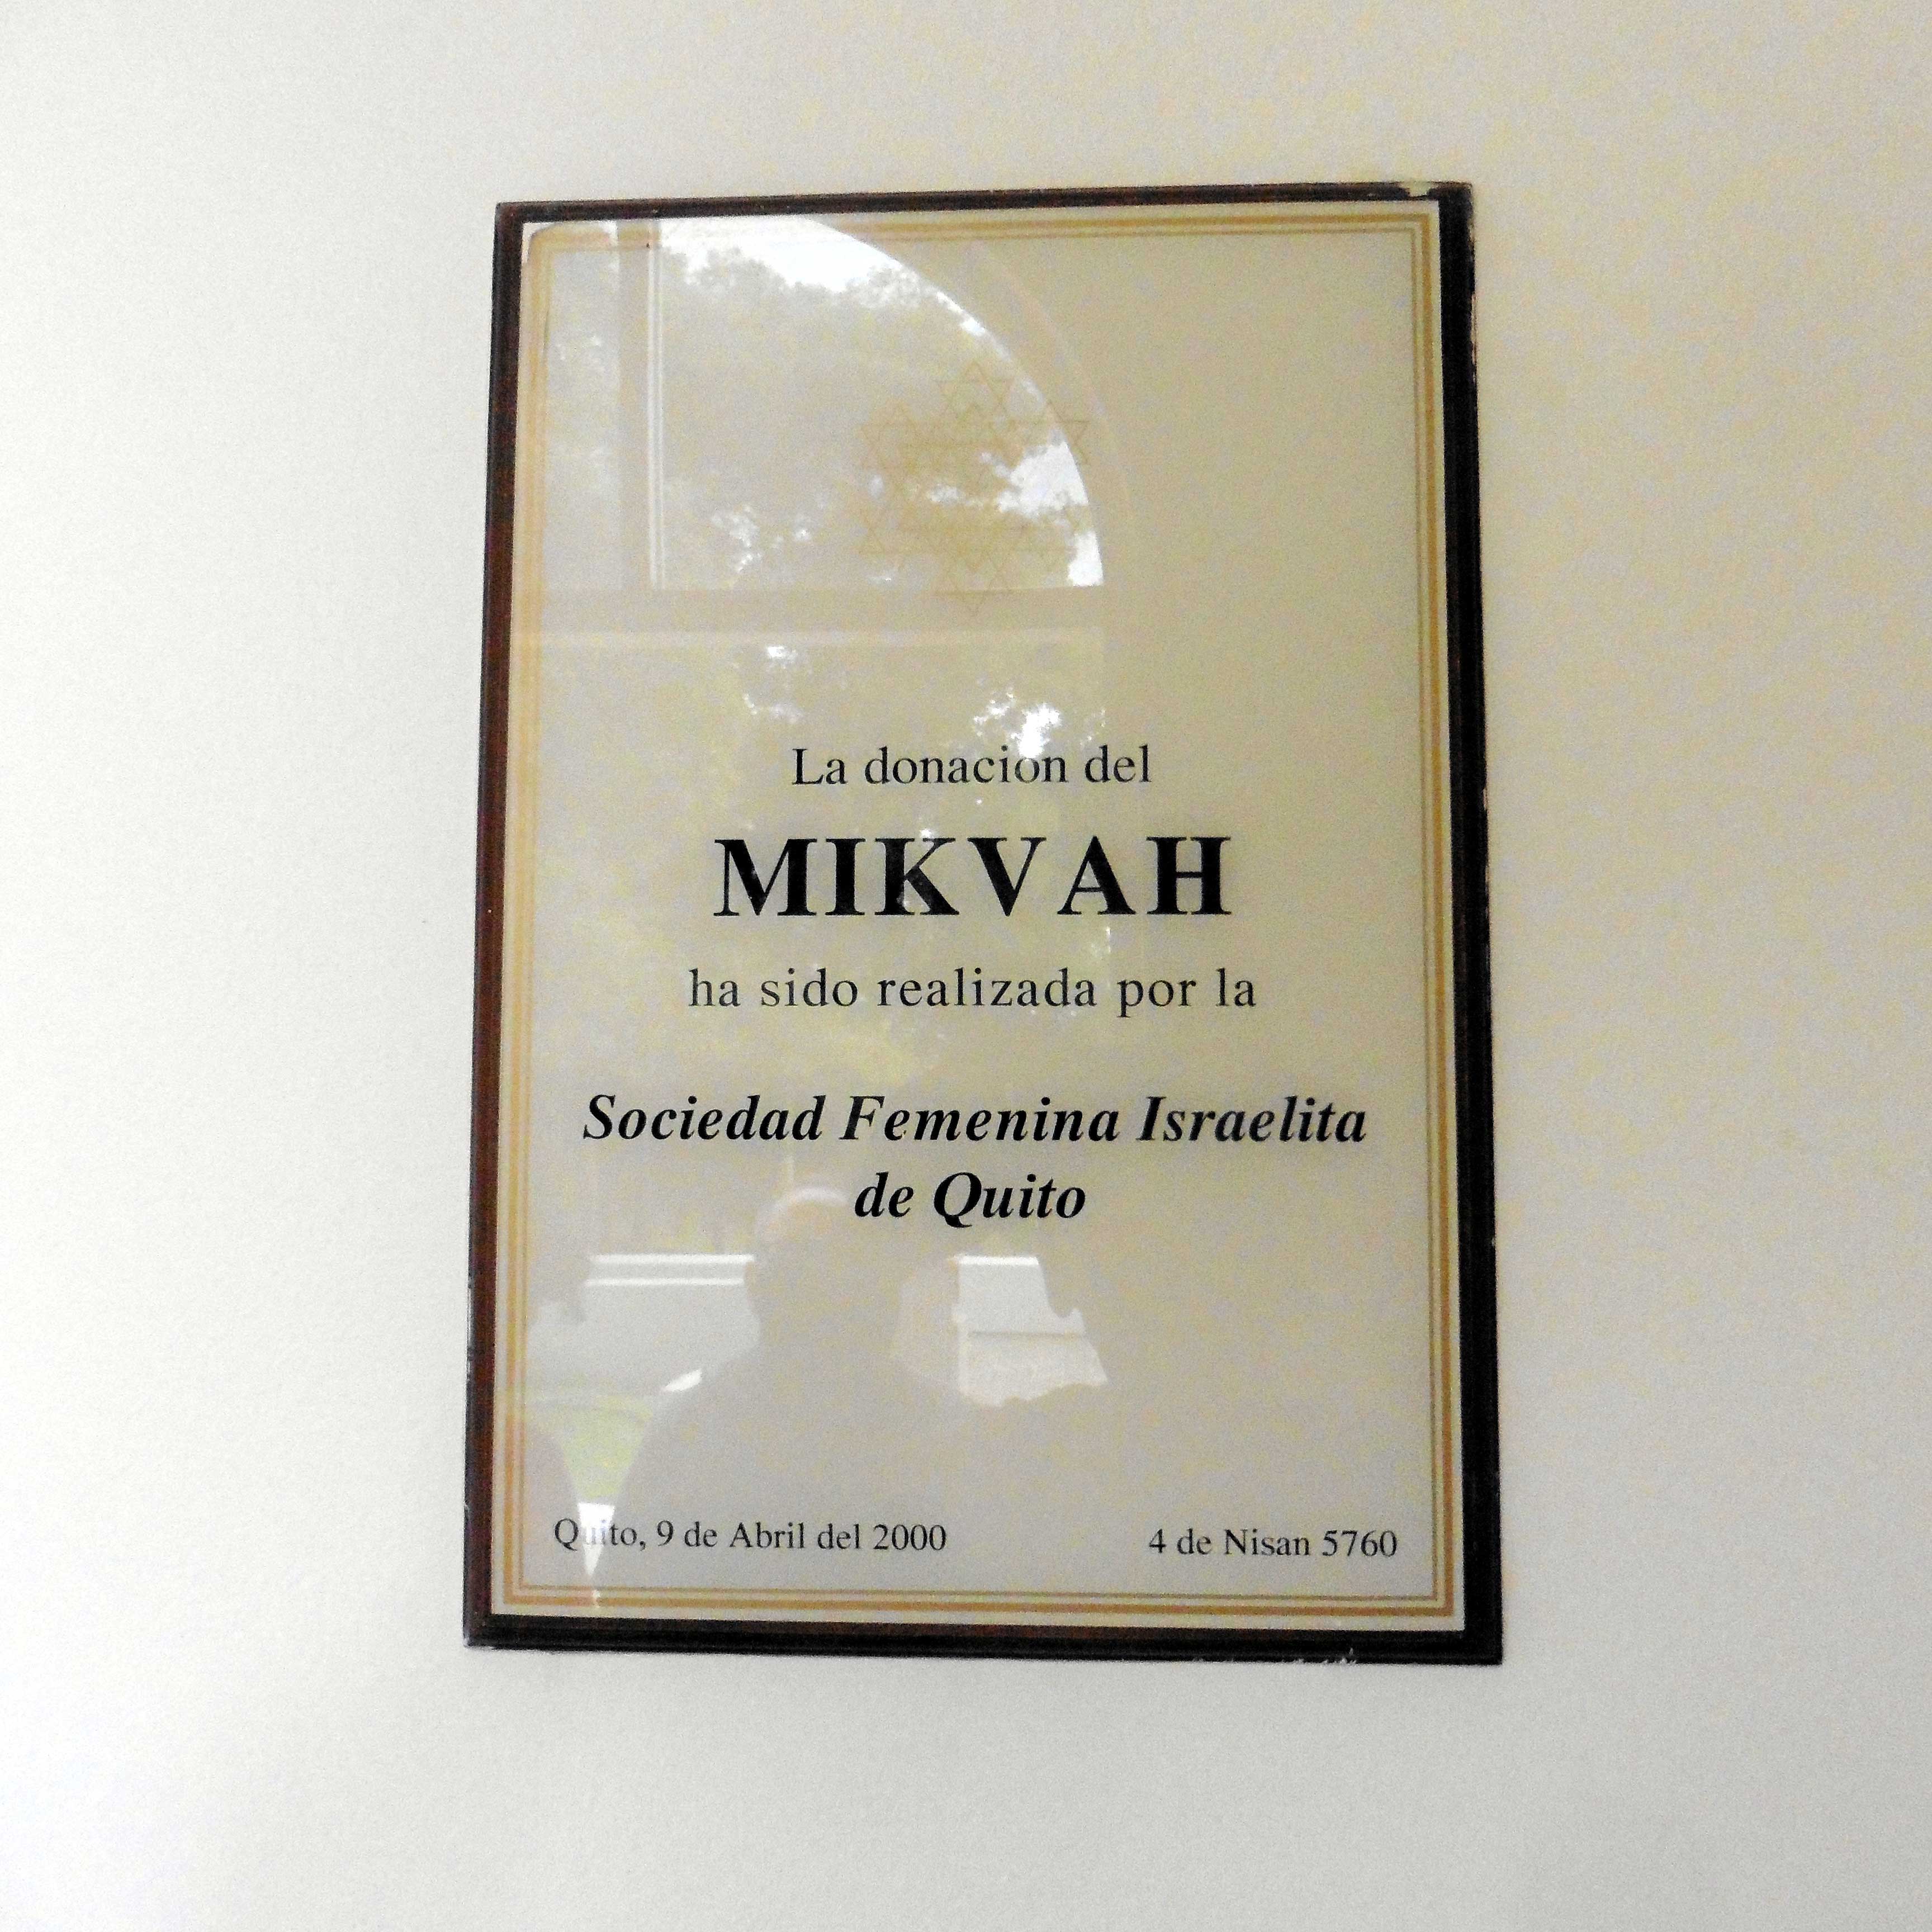 La donación del
MIKVAH
ha sido realizada por la
Sociedad Femenina Israelita
de Quito
Quito, 9 de Abril del 2000 4 de Nisan 5760